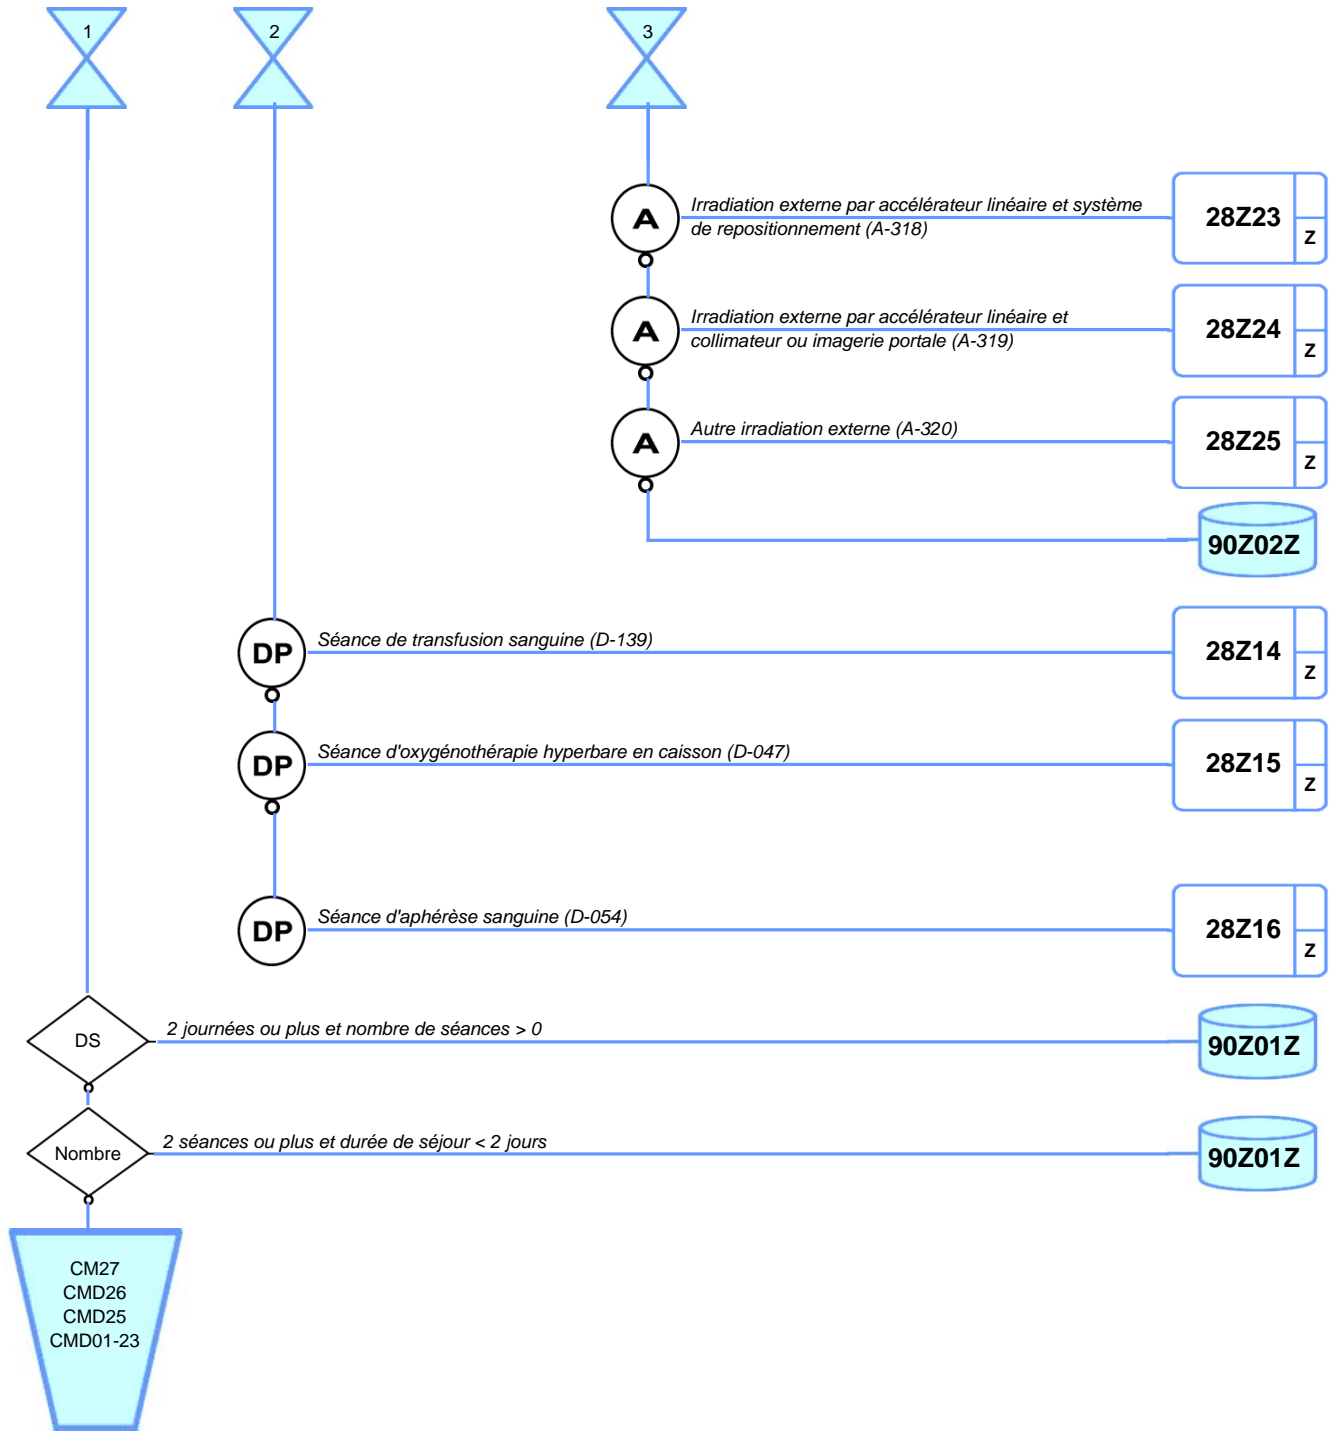 1
2
3
A
Irradiation externe par accélérateur linéaire et système
de repositionnement (A-318)
28Z23
Z
A
Irradiation externe par accélérateur linéaire et
collimateur ou imagerie portale (A-319)
28Z24
Z
A
Autre irradiation externe (A-320)
28Z25
Z
90Z02Z
DP
Séance de transfusion sanguine (D-139)
28Z14
Z
DP
Séance d'oxygénothérapie hyperbare en caisson (D-047)
28Z15
Z
DP
Séance d'aphérèse sanguine (D-054)
28Z16
Z
DS
2 journées ou plus et nombre de séances > 0
90Z01Z
Nombre
2 séances ou plus et durée de séjour < 2 jours
90Z01Z
CM27
CMD26
CMD25
CMD01-23